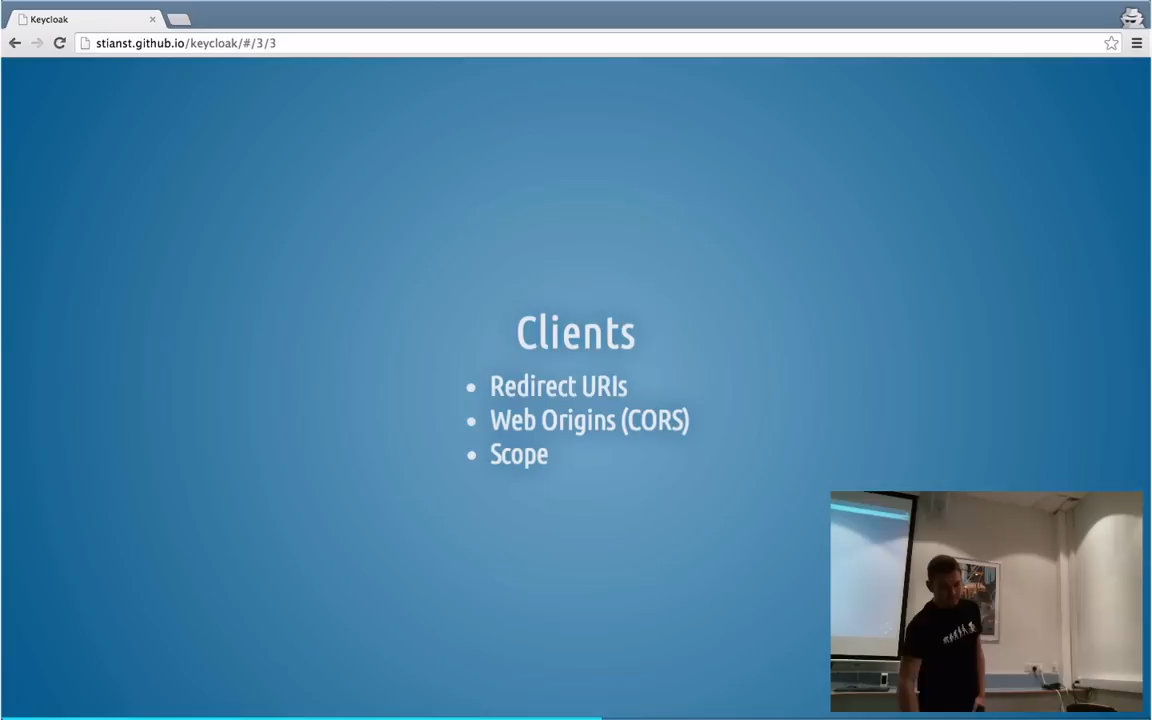 Keycloak
stianst.github.io/keycloak/#/3/3
Clients
Redirect URIs
Web Origins (CORS)
Scope